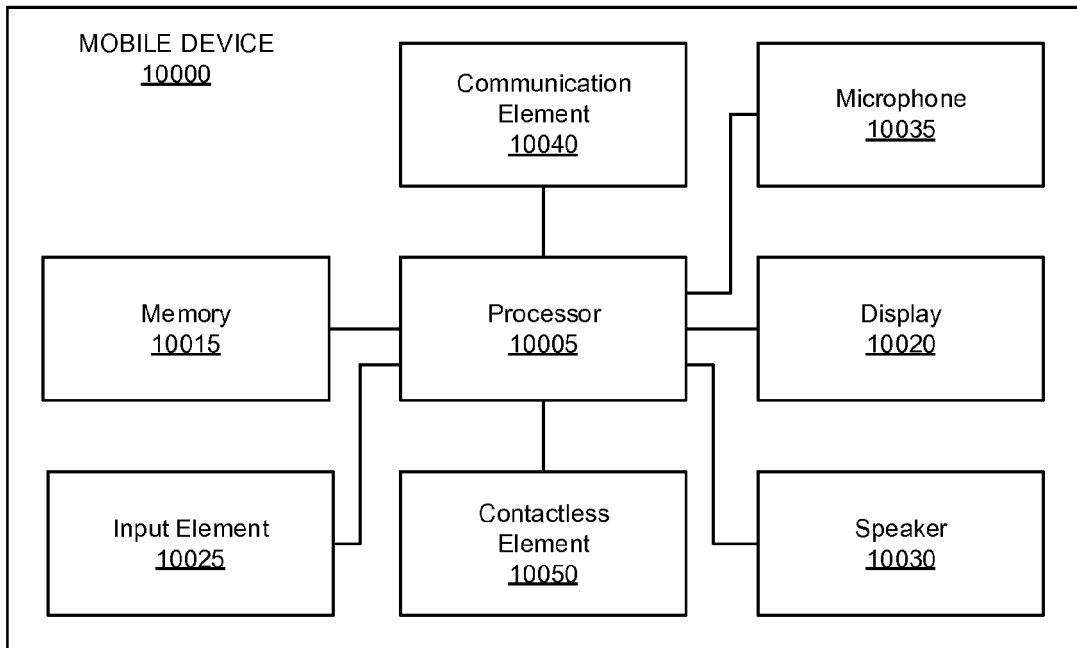 MOBILE DEVICE
10000
Communication
Element
10040
Microphone
10035
Memory
10015
Processor
10005
Display
10020
Input Element
10025
Contactless
Element
10050
Speaker
10030